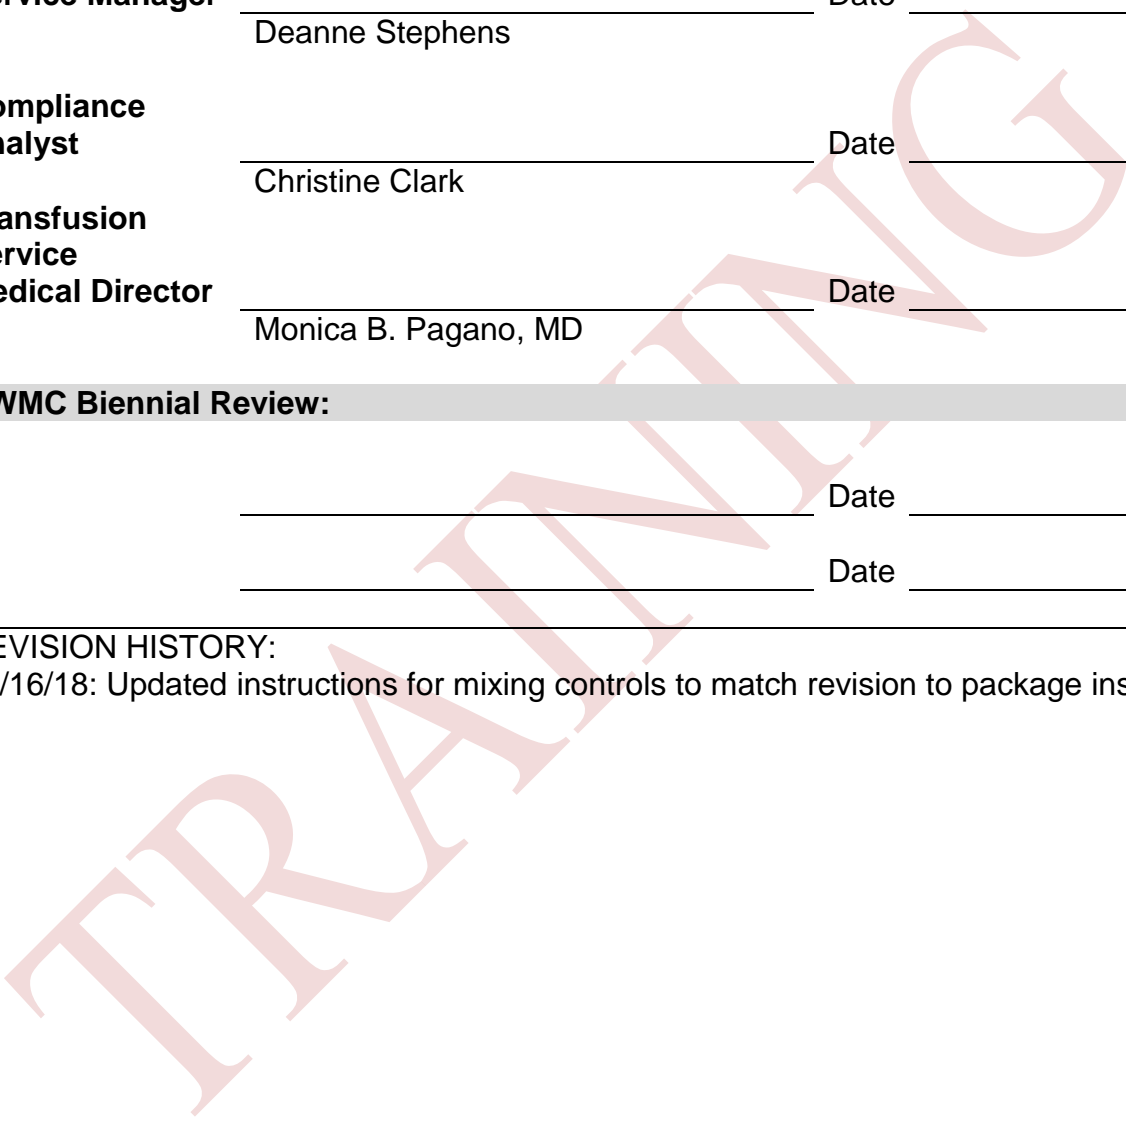 ervice Manager Date
Deanne Stephens
ompliance
nalyst Date
Christine Clark
ansfusion
ervice
edical Director Date
Monica B. Pagano, MD
WMC Biennial Review:
Date
Date
EVISION HISTORY:
/16/18: Updated instructions for mixing controls to match revision to package ins
TRAINING